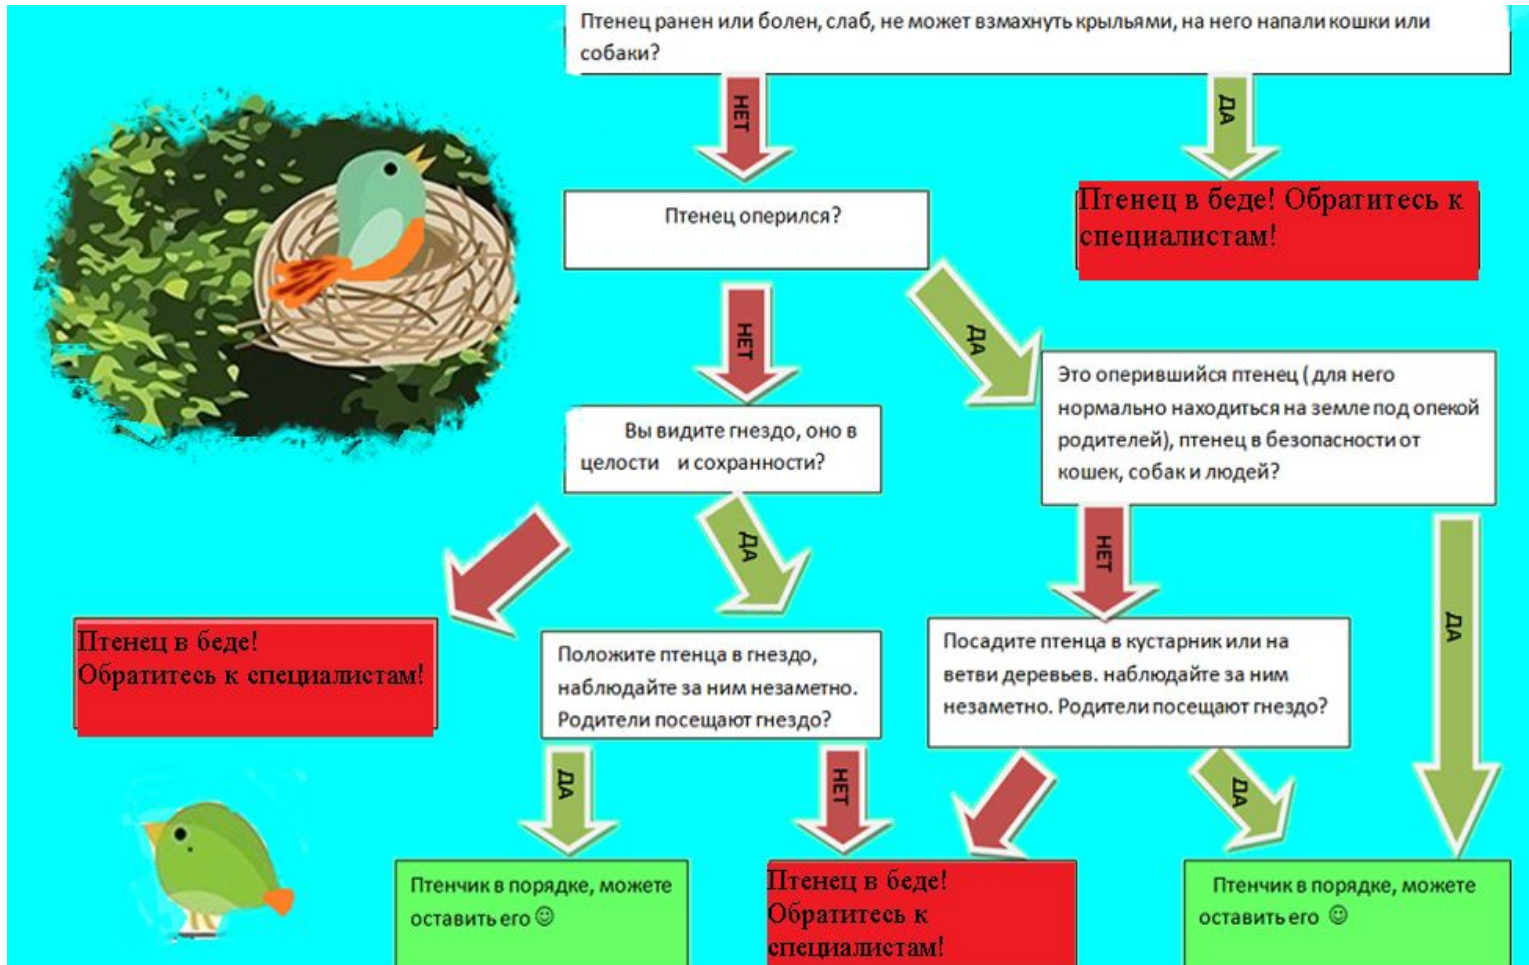 Птенец ранен или болен, слаб, не может взмахнуть крыльями, на него напали кошки или
собаки?
НЕТ
ДА
Птенец оперился?
Птенец в беде! Обратитесь к
специалистам!
НЕТ
ДА
Вы видите гнездо, оно в
целости и сохранности?
Это оперившийся птенец ( для него
нормально находиться на земле под опекой
родителей), птенец в безопасности от
кошек, собак и людей?
ДА
НЕТ
ДА
Птенец в беде!
Обратитесь к специалистам!
Положите птенца в гнездо,
наблюдайте за ним незаметно.
Родители посещают гнездо?
Посадите птенца в кустарник или на
ветви деревьев. наблюдайте за ним
незаметно. Родители посещают гнездо?
ДА
НЕТ
ДА
Птенчик в порядке, можете
оставить его ☺
Птенец в беде!
Обратитесь к
специалистам!
Птенчик в порядке, можете
оставить его ☺